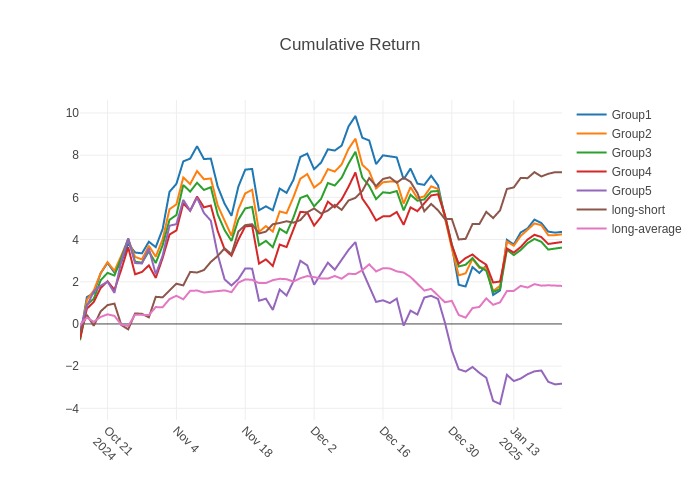 Cumulative Return
10
8
6
4
2
0
−2
−4
Oct 21
2024
Nov 4
Nov 18
Dec 2
Dec 16
Dec 30
Jan 13
2025
Group1
Group2
Group3
Group4
Group5
long-short
long-average